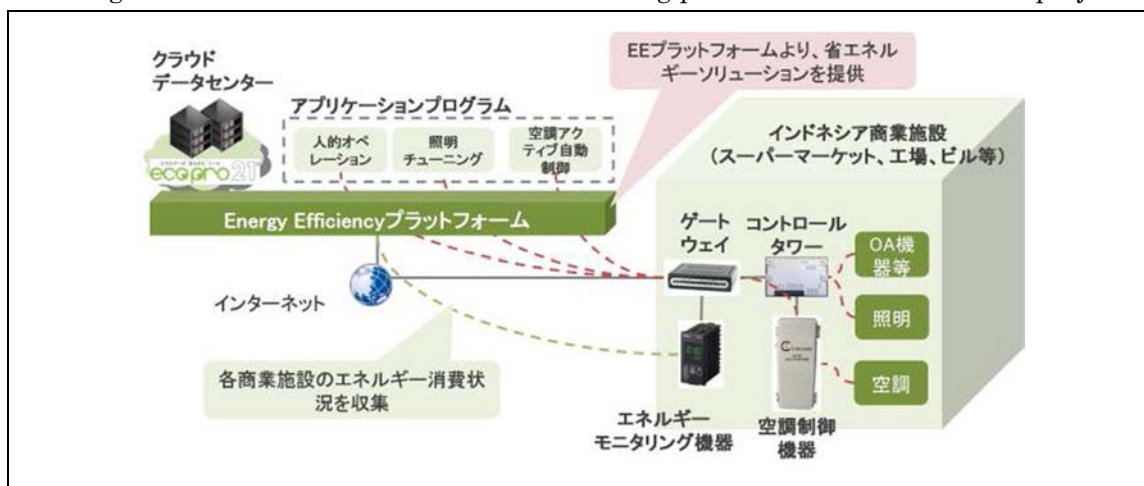 EEプラットフォームより、省エネル
ギーソリューションを提供
クラウド
データセンター
アプリケーションプログラム
人的オペ
レーション
照明
チューニング
空調アク
ティブ自動
制御
ecopro21
インドネシア商業施設
(スーパーマーケット、工場、ビル等)
Energy Efficiencyプラットフォーム
ゲート
ウェイ
コントロール
タワー
OA機
器等
インターネット
照明
各商業施設のエネルギー消費状
況を収集
空調
エネルギー
モニタリング機器
空調制御
機器